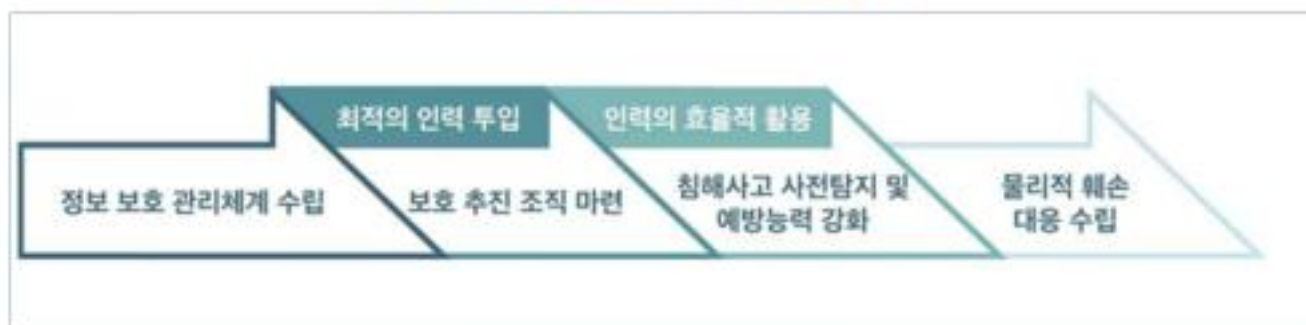 최적의 인력 투입
인력의 효율적 활용
정보 보호 관리체계 수립
보호 추진 조직 마련
침해사고 사전탐지 및
예방능력 강화
물리적 훼손
대응 수립